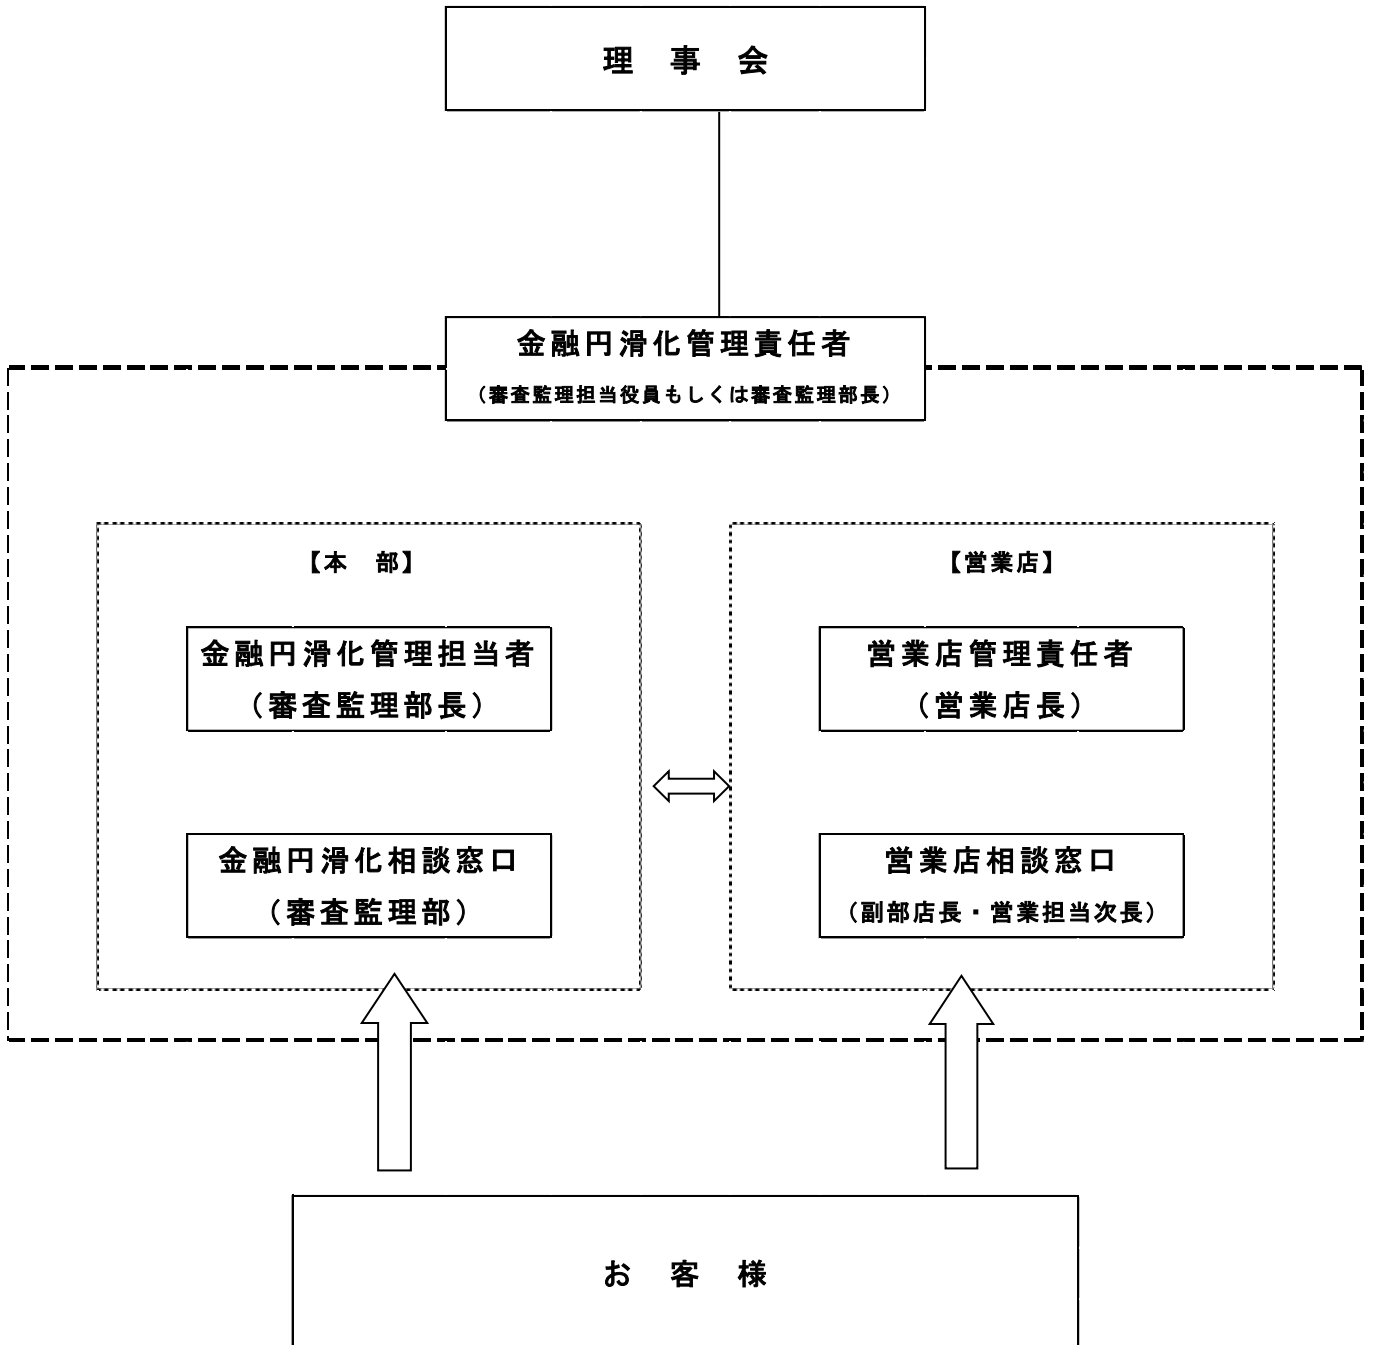 理　事　会
金融円滑化管理責任者
（審査監理担当役員もしくは審査監理部長）
【本　部】
金融円滑化管理担当者
（審査監理部長）
金融円滑化相談窓口
（審査監理部）
【営業店】
営業店管理責任者
（営業店長）
営業店相談窓口
（副部店長・営業担当次長）
お　客　様